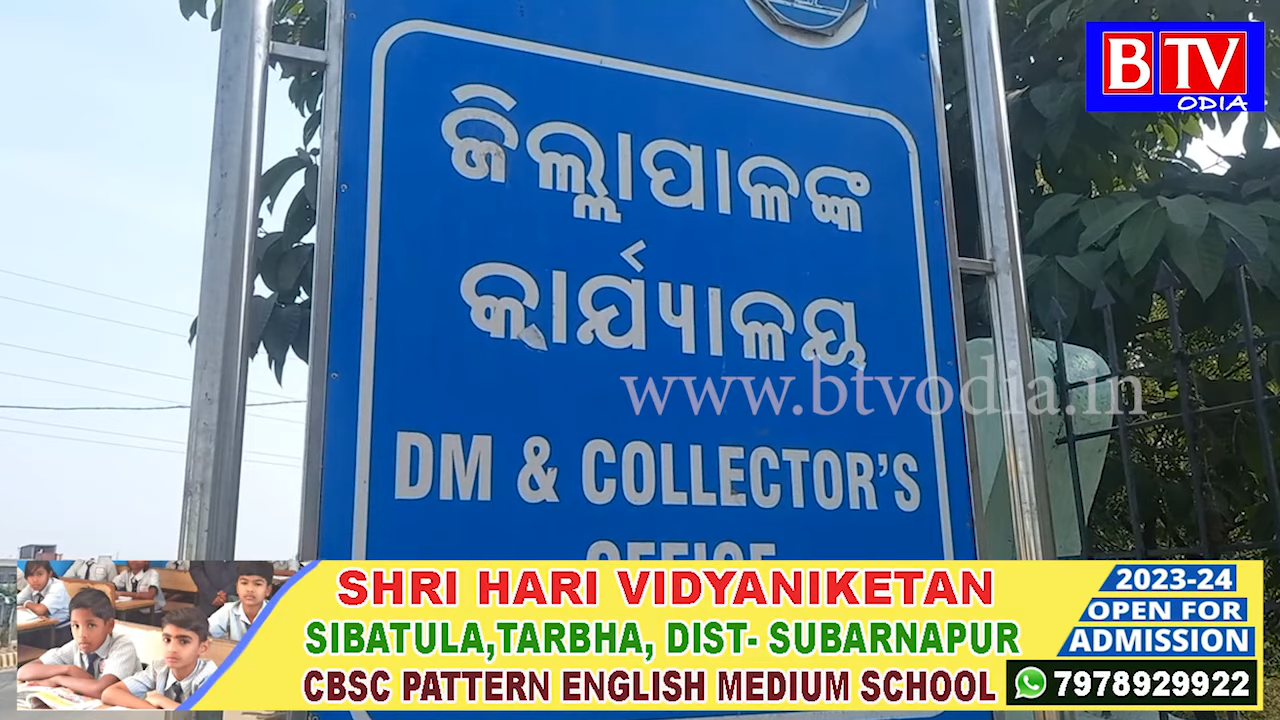 BTV
ODIA
ଜିଲ୍ଲାପାଳଙ୍କ
କାର୍ଯ୍ୟାଳୟ
www.btvodia.in
DM & COLLECTOR'S
OFFICE
SHRI HARI VIDYANIKETAN
SIBATULA,TARBHA, DIST- SUBARNAPUR
CBSC PATTERN ENGLISH MEDIUM SCHOOL
2023-24
OPEN FOR
ADMISSION
7978929922